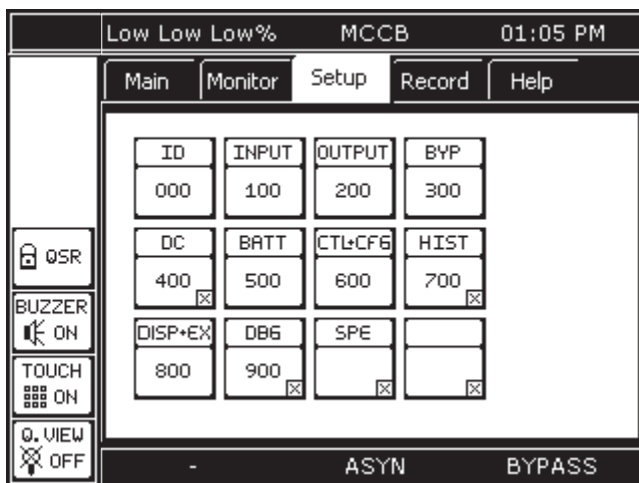 Low Low Low% MCCB 01:05 PM
Main Monitor Setup Record Help
ID INPUT OUTPUT BYP
000 100 200 300
QSR
DC BATT CTL+CFG HIST
400 500 600 700
BUZZER
ON
DISP+EX DBG SPE
800 900
TOUCH
ON
Q.VIEW
OFF
- ASYN BYPASS